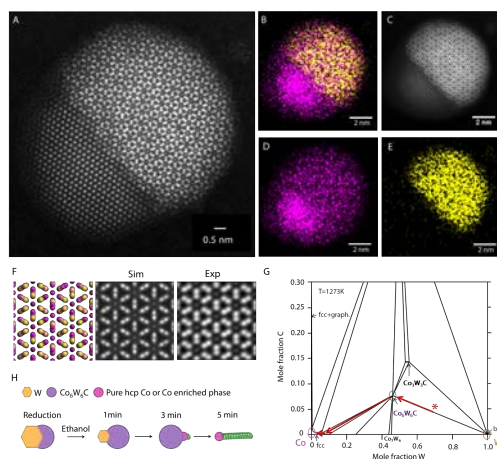 A
0.5 nm
B
2 nm
C
2 nm
D
2 nm
E
2 nm
F
Sim
Exp
G
Mole fraction C
0.30
0.25
0.20
0.15
0.10
0.05
0
T=1273K
fcc+graph.
Co₃W₃C
Co₆W₆C
*
Co
fcc
0.2
0.4
0.6
0.8
1.0
Mole fraction W
H
W
Co₆W₆C
Pure hcp Co or Co enriched phase
Reduction
Ethanol
1min
3 min
5 min